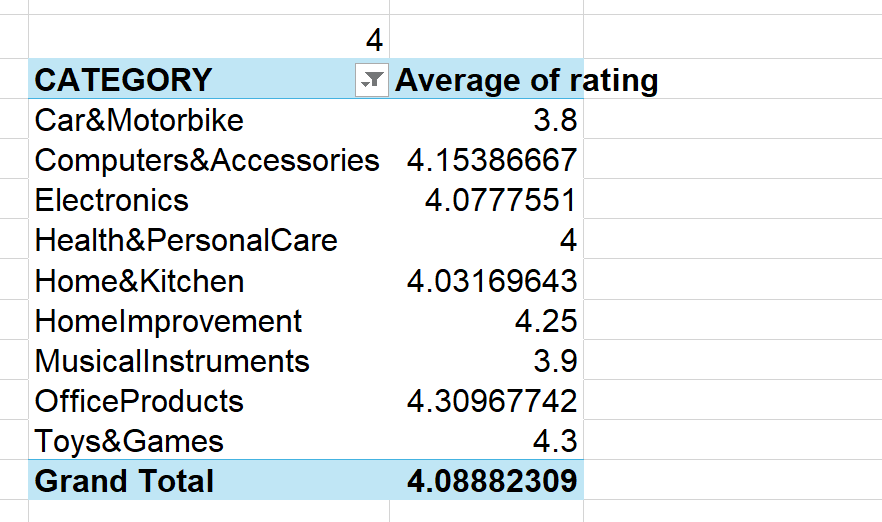 4
CATEGORY Average of rating
Car&Motorbike 3.8
Computers&Accessories 4.15386667
Electronics 4.0777551
Health&PersonalCare 4
Home&Kitchen 4.03169643
HomeImprovement 4.25
MusicalInstruments 3.9
OfficeProducts 4.30967742
Toys&Games 4.3
Grand Total 4.08882309